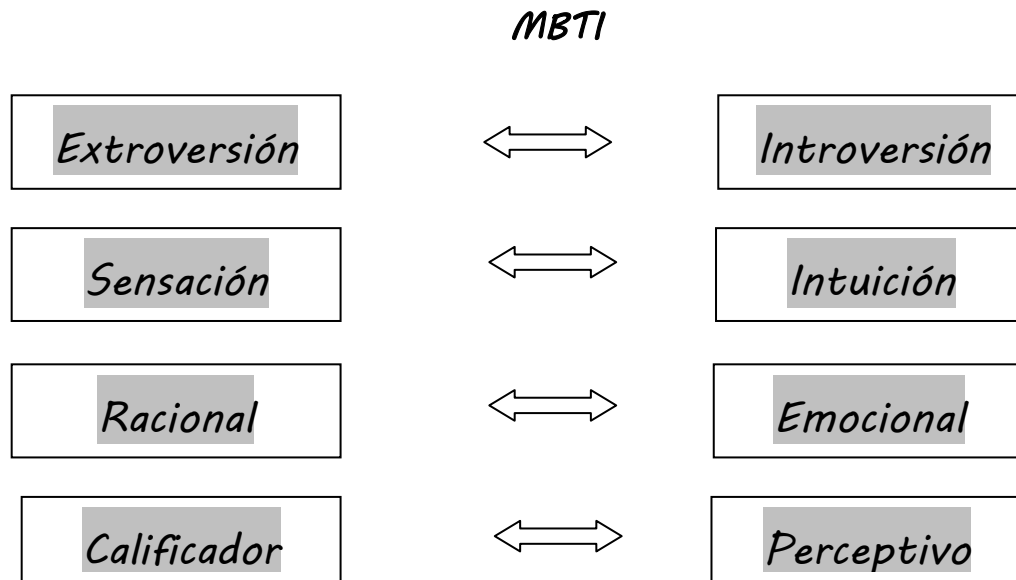 MBTI
Extroversión
Introversión
Sensación
Intuición
Racional
Emocional
Calificador
Perceptivo